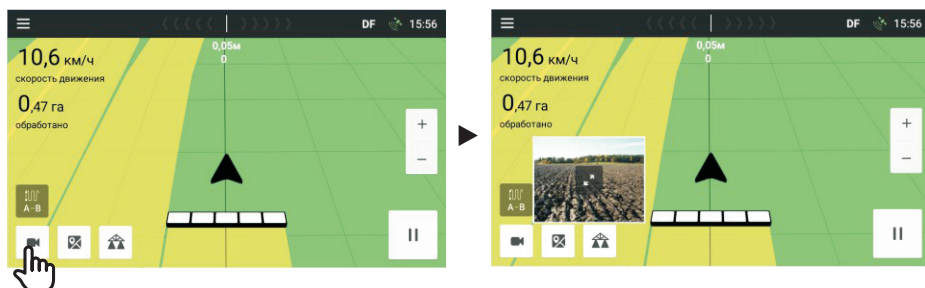 DF 15:56
0,05м
0
10,6 км/ч
скорость движения
0,47 га
обработано
+
−
A-B
DF 15:56
0,05м
0
10,6 км/ч
скорость движения
0,47 га
обработано
+
−
A-B